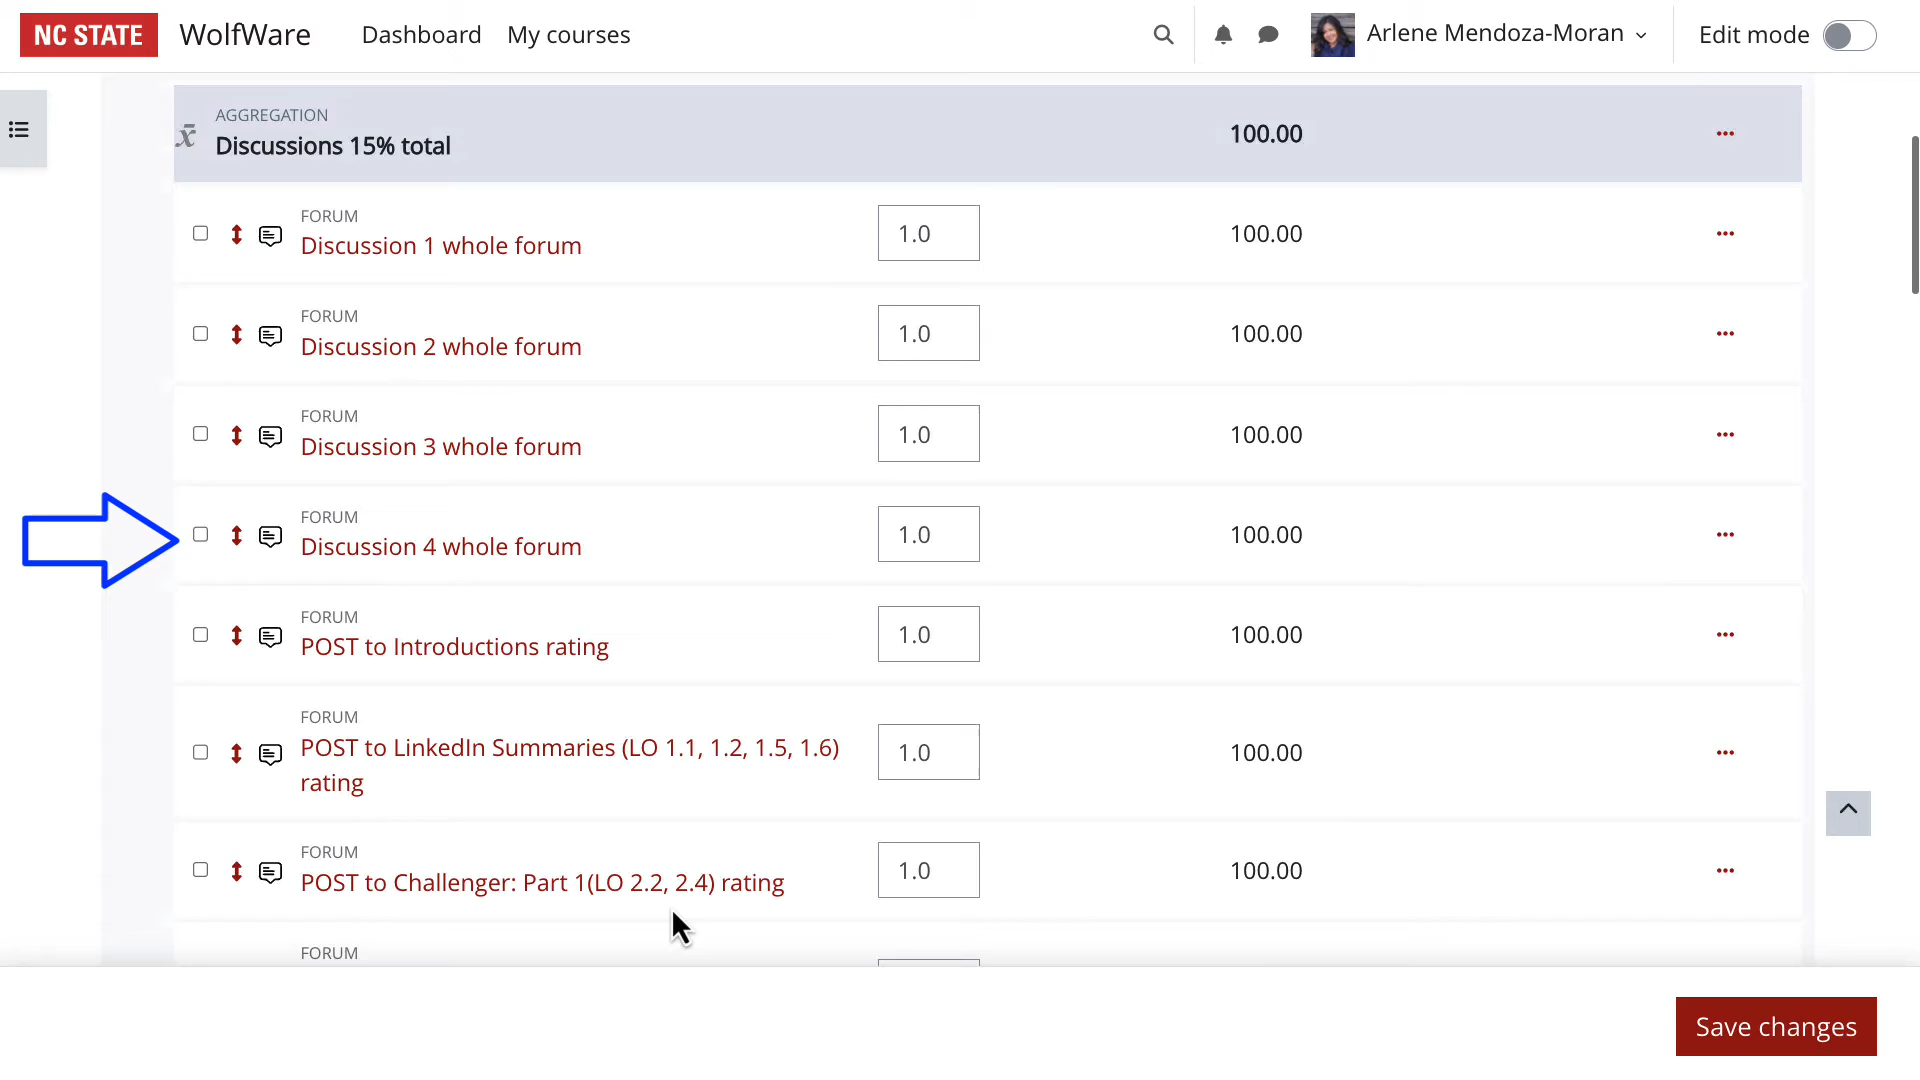 NC STATE WolfWare Dashboard My courses Arlene Mendoza-Moran Edit mode
AGGREGATION
Discussions 15% total 100.00
FORUM
Discussion 1 whole forum 1.0 100.00
FORUM
Discussion 2 whole forum 1.0 100.00
FORUM
Discussion 3 whole forum 1.0 100.00
FORUM
Discussion 4 whole forum 1.0 100.00
FORUM
POST to Introductions rating 1.0 100.00
FORUM
POST to LinkedIn Summaries (LO 1.1, 1.2, 1.5, 1.6) 1.0 100.00
rating
FORUM
POST to Challenger: Part 1(LO 2.2, 2.4) rating 1.0 100.00
FORUM
Save changes